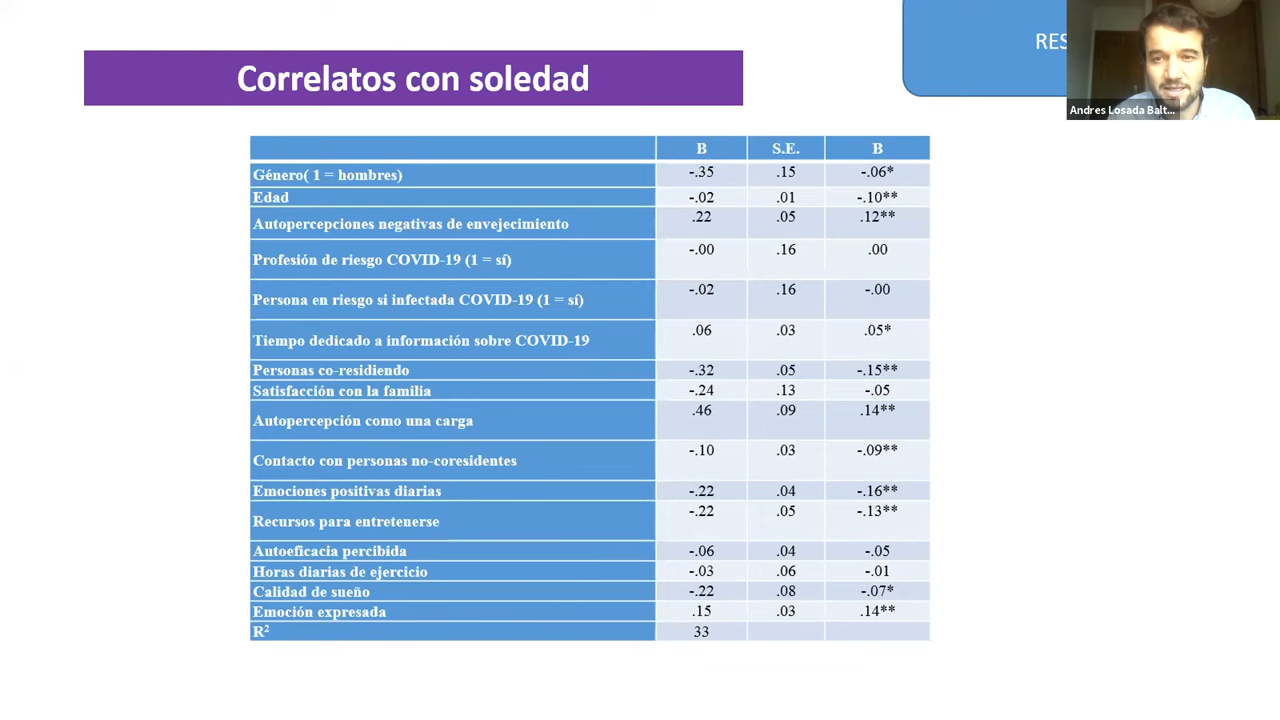 RES
Andres Losada Balt...
Correlatos con soledad
B S.E. B
Género( 1 = hombres) -.35 .15 -.06*
Edad -.02 .01 -.10**
Autopercepciones negativas de envejecimiento .22 .05 .12**
Profesión de riesgo COVID-19 (1 = sí) -.00 .16 .00
Persona en riesgo si infectada COVID-19 (1 = sí) -.02 .16 -.00
Tiempo dedicado a información sobre COVID-19 .06 .03 .05*
Personas co-residiendo -.32 .05 -.15**
Satisfacción con la familia -.24 .13 -.05
Autopercepción como una carga .46 .09 .14**
Contacto con personas no-coresidentes -.10 .03 -.09**
Emociones positivas diarias -.22 .04 -.16**
Recursos para entretenerse -.22 .05 -.13**
Autoeficacia percibida -.06 .04 -.05
Horas diarias de ejercicio -.03 .06 -.01
Calidad de sueño -.22 .08 -.07*
Emoción expresada .15 .03 .14**
R² 33